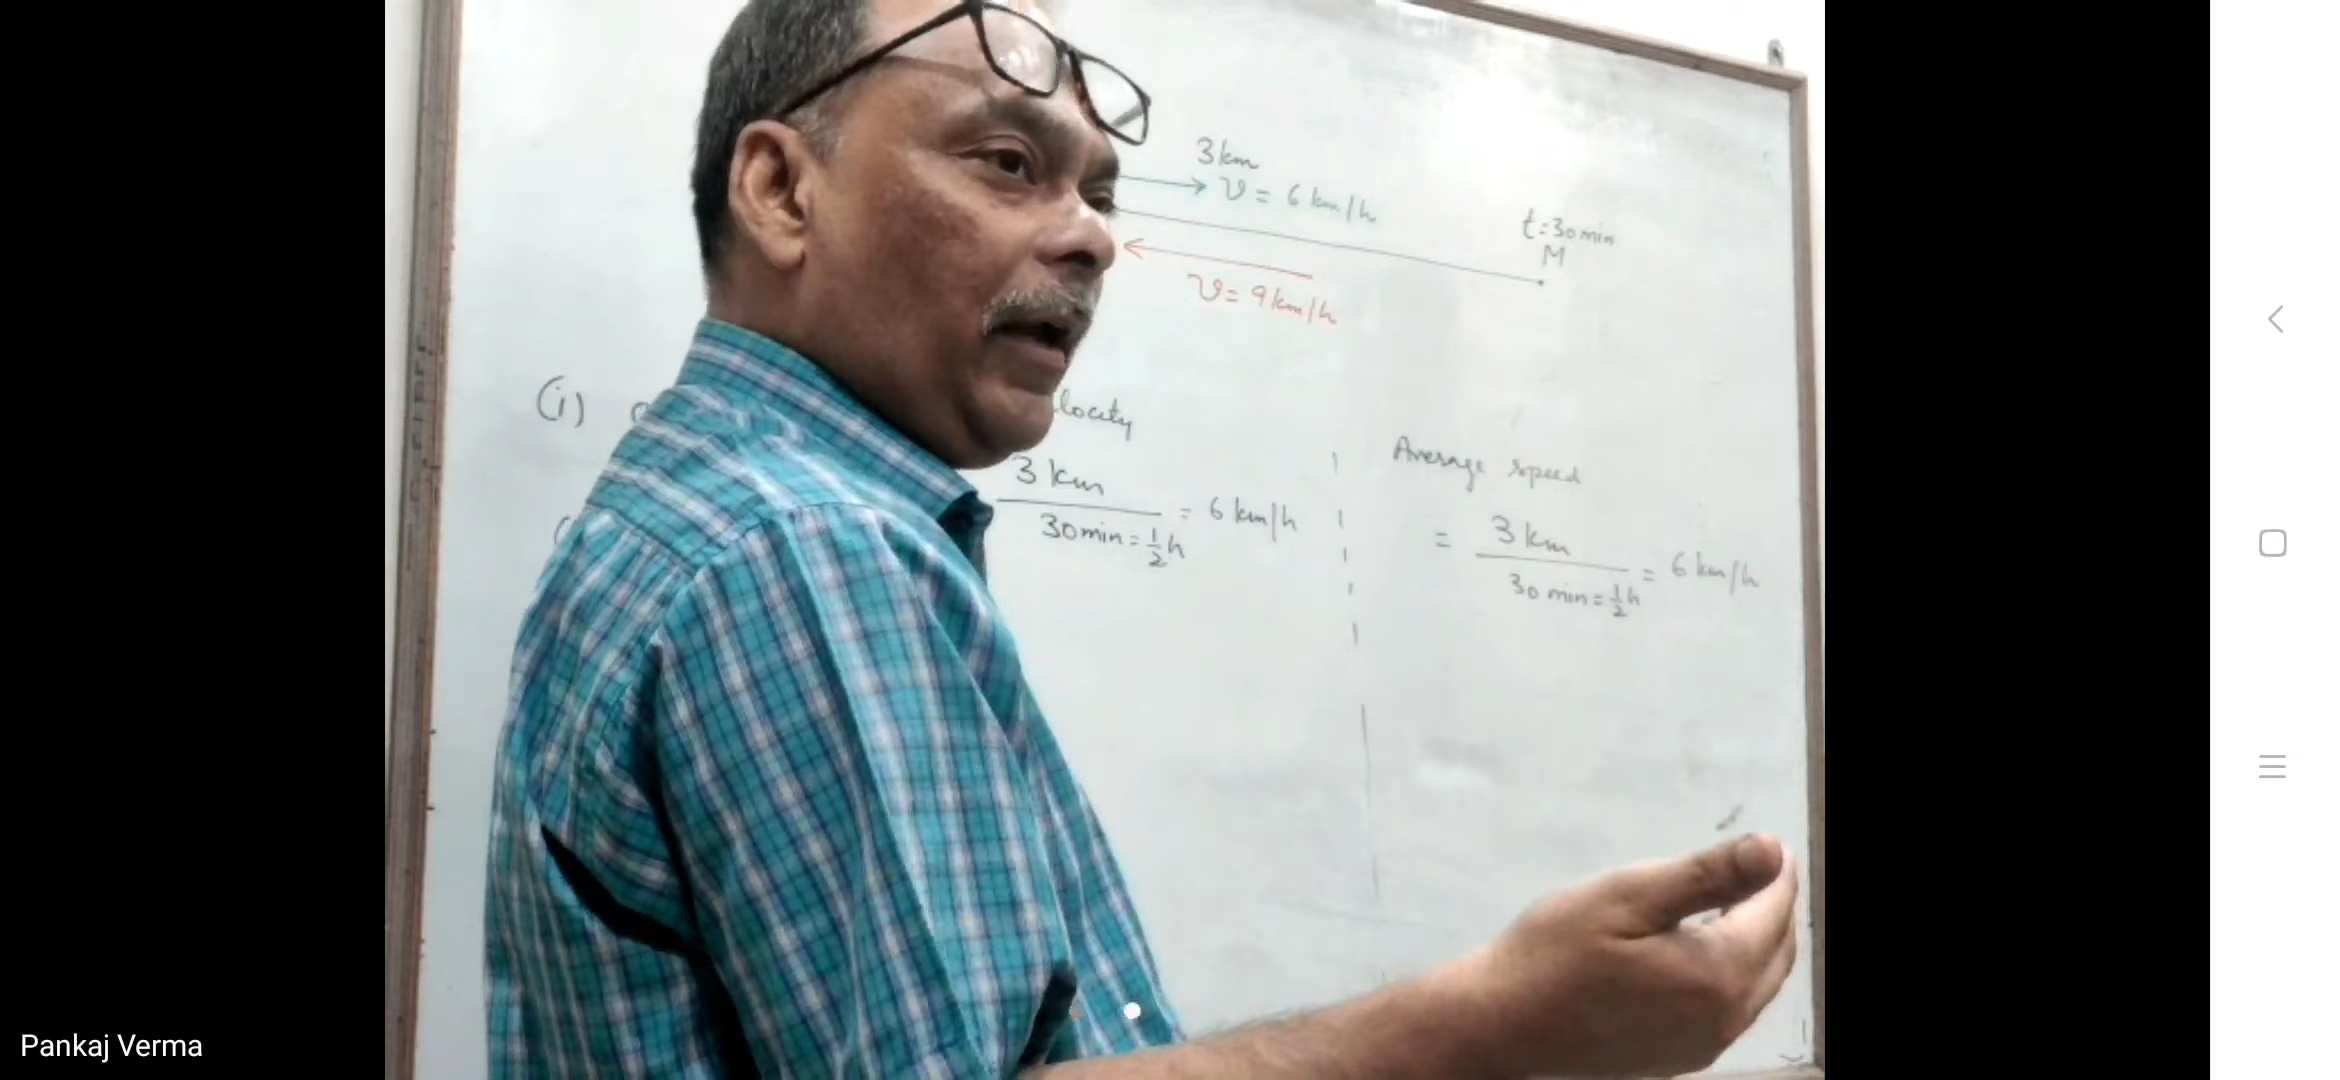 3 km
v = 6 km/h
t = 30 min
M
v = 9 km/h
(i)
locity
3 km
30 min = 1/2 h
= 6 km/h
Average speed
= 3 km
30 min = 1/2 h
= 6 km/h
Pankaj Verma